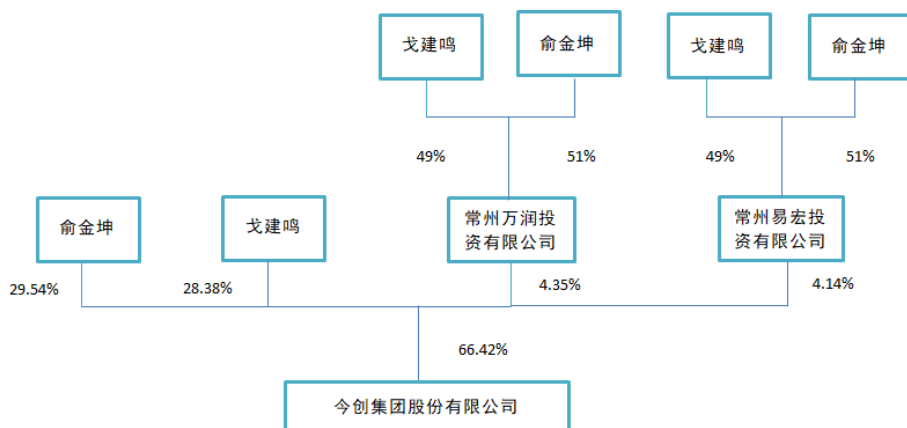 戈建鸣
俞金坤
戈建鸣
俞金坤
49%
51%
49%
51%
俞金坤
戈建鸣
常州万润投
资有限公司
常州易宏投
资有限公司
29.54%
28.38%
4.35%
4.14%
66.42%
今创集团股份有限公司